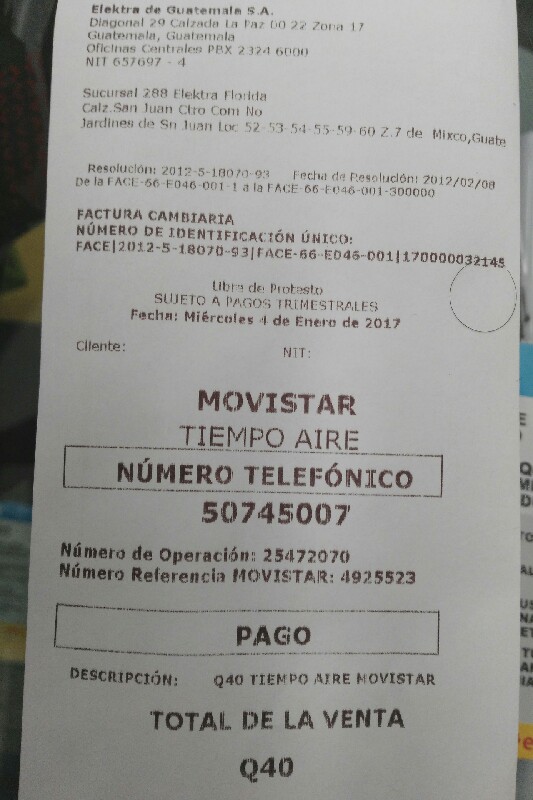 Elektra de Guatemala S.A.
Diagonal 29 Calzada La Paz 00 22 Zona 17
Guatemala, Guatemala
Oficinas Centrales PBX 2324 6000
NIT 657697 - 4
Sucursal 288 Elektra Florida
Calz.San Juan Ctro Com No
Jardines de Sn Juan Loc 52-53-54-55-59-60 Z.7 de Mixco,Guate
Resolución: 2012-5-18070-93 Fecha de Resolución: 2012/02/08
De la FACE-66-E046-001-1 a la FACE-66-E046-001-300000
FACTURA CAMBIARIA
NÚMERO DE IDENTIFICACIÓN ÚNICO:
FACE|2012-5-18070-93|FACE-66-E046-001|170000032145
Libre de Protesto
SUJETO A PAGOS TRIMESTRALES
Fecha: Miércoles 4 de Enero de 2017
Cliente: NIT:
MOVISTAR
TIEMPO AIRE
NÚMERO TELEFÓNICO
50745007
Número de Operación: 25472070
Número Referencia MOVISTAR: 4925523
PAGO
DESCRIPCIÓN: Q40 TIEMPO AIRE MOVISTAR
TOTAL DE LA VENTA
Q40